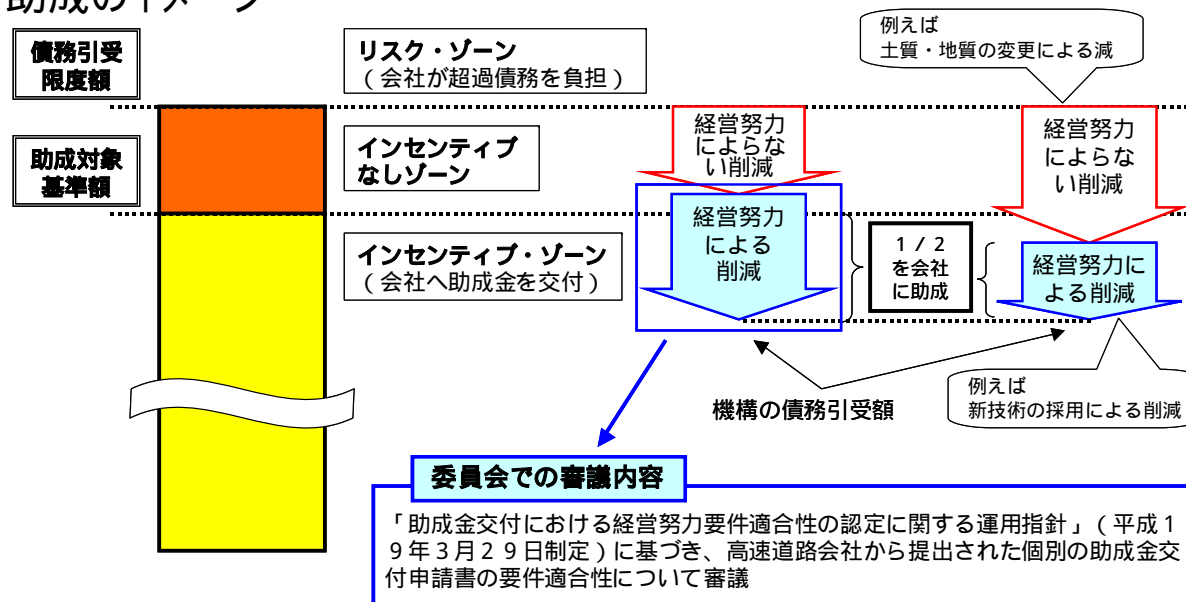 助成のイメージ
債務引受
限度額
リスク・ゾーン
（会社が超過債務を負担）
例えば
土質・地質の変更による減
助成対象
基準額
インセンティブ
なしゾーン
経営努力
によらな
い削減
経営努力
によらな
い削減
インセンティブ・ゾーン
（会社へ助成金を交付）
経営努力
による
削減
１／２
を会社
に助成
経営努力に
よる削減
機構の債務引受額
例えば
新技術の採用による削減
委員会での審議内容
「助成金交付における経営努力要件適合性の認定に関する運用指針」（平成１
９年３月２９日制定）に基づき、高速道路会社から提出された個別の助成金交
付申請書の要件適合性について審議